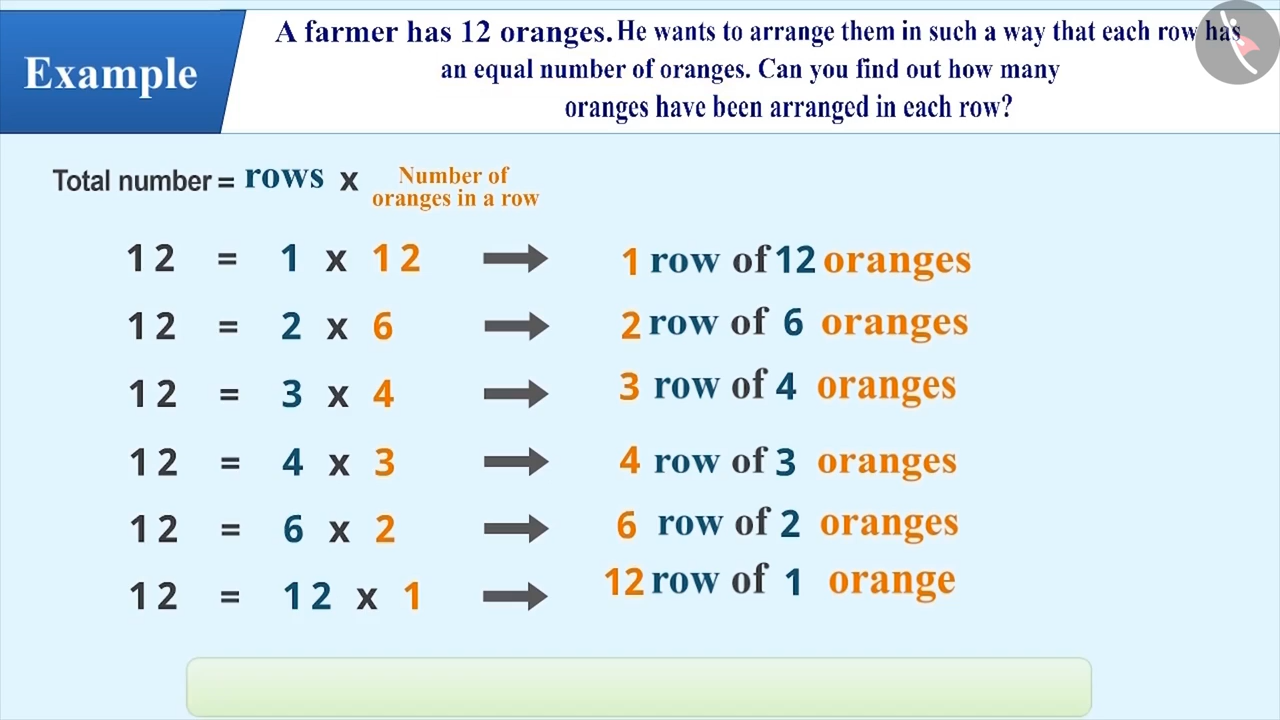 Example
A farmer has 12 oranges. He wants to arrange them in such a way that each row has
an equal number of oranges. Can you find out how many
oranges have been arranged in each row?
Total number = rows x Number of oranges in a row
12 = 1 x 12 → 1 row of 12 oranges
12 = 2 x 6 → 2 row of 6 oranges
12 = 3 x 4 → 3 row of 4 oranges
12 = 4 x 3 → 4 row of 3 oranges
12 = 6 x 2 → 6 row of 2 oranges
12 = 12 x 1 → 12 row of 1 orange